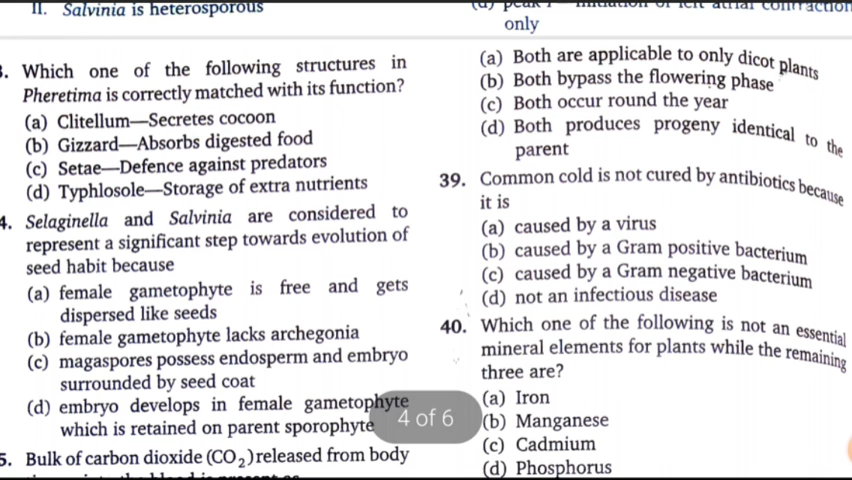 II. Salvinia is heterosporous
3. Which one of the following structures in
Pheretima is correctly matched with its function?
(a) Clitellum—Secretes cocoon
(b) Gizzard—Absorbs digested food
(c) Setae—Defence against predators
(d) Typhlosole—Storage of extra nutrients
4. Selaginella and Salvinia are considered to
represent a significant step towards evolution of
seed habit because
(a) female gametophyte is free and gets
dispersed like seeds
(b) female gametophyte lacks archegonia
(c) magaspores possess endosperm and embryo
surrounded by seed coat
(d) embryo develops in female gametophyte
which is retained on parent sporophyte
5. Bulk of carbon dioxide (CO2) released from body
only
(a) Both are applicable to only dicot plants
(b) Both bypass the flowering phase
(c) Both occur round the year
(d) Both produces progeny identical to the
parent
39. Common cold is not cured by antibiotics because
it is
(a) caused by a virus
(b) caused by a Gram positive bacterium
(c) caused by a Gram negative bacterium
(d) not an infectious disease
40. Which one of the following is not an essential
mineral elements for plants while the remaining
three are?
(a) Iron
(b) Manganese
(c) Cadmium
(d) Phosphorus
4 of 6